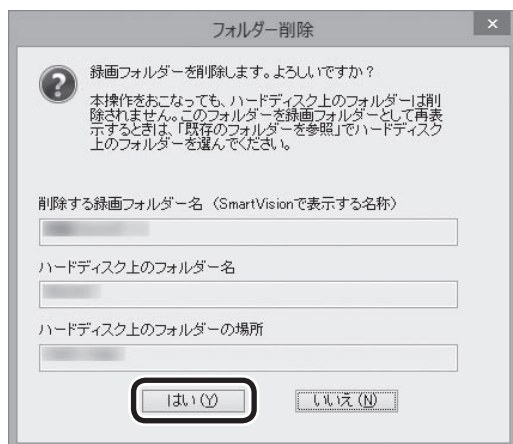 フォルダー削除
×
?
録画フォルダーを削除します。よろしいですか？
本操作をおこなっても、ハードディスク上のフォルダーは削
除されません。このフォルダーを録画フォルダーとして再表
示するときは、「既存のフォルダーを参照」でハードディスク
上のフォルダーを選んでください。
削除する録画フォルダー名（SmartVisionで表示する名称）
ハードディスク上のフォルダー名
ハードディスク上のフォルダーの場所
はい(Y) いいえ(N)